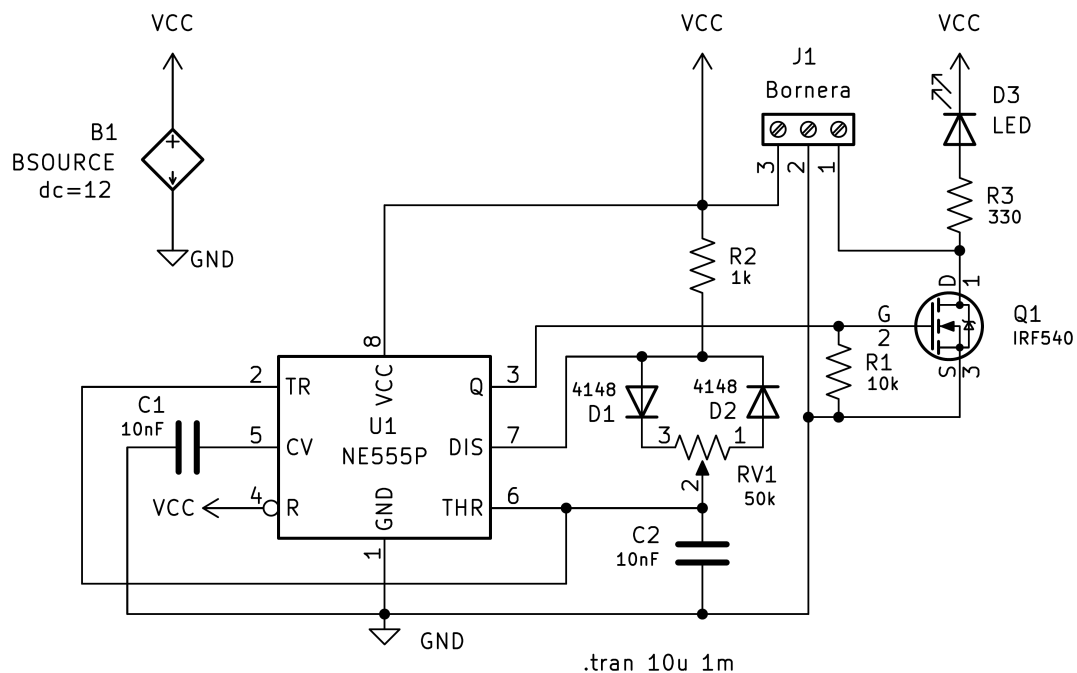 VCC
VCC
VCC
J1
Bornera
D3
LED
B1
BSOURCE
dc=12
3
2
1
R3
330
GND
R2
1k
D
1
G
2
Q1
IRF540
S
3
R1
10k
8
2
TR
VCC
Q
3
4148
D1
4148
D2
C1
10nF
U1
NE555P
5
CV
DIS
7
3
1
RV1
50k
2
VCC
4
R
GND
THR
6
C2
10nF
1
GND
.tran 10u 1m